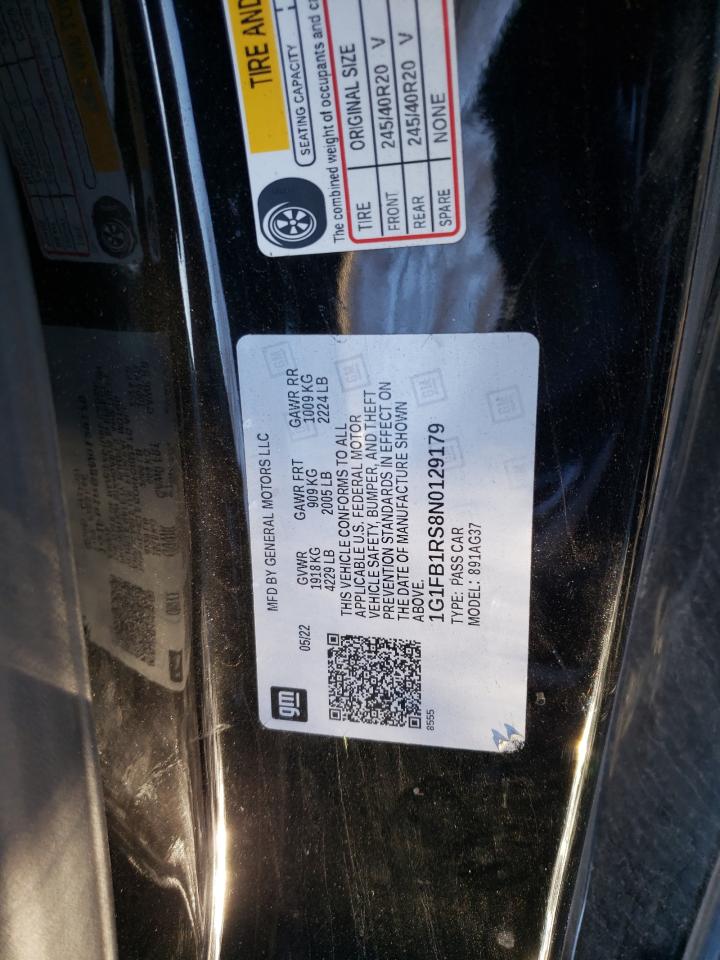 gm
MFD BY GENERAL MOTORS LLC
05/22
GVWR GAWR FRT GAWR RR
1918 KG 909 KG 1009 KG
4229 LB 2005 LB 2224 LB
THIS VEHICLE CONFORMS TO ALL
APPLICABLE U.S. FEDERAL MOTOR
VEHICLE SAFETY, BUMPER, AND THEFT
PREVENTION STANDARDS IN EFFECT ON
THE DATE OF MANUFACTURE SHOWN
ABOVE.
8555
1G1FB1RS8N0129179
TYPE: PASS CAR
MODEL: 891AG37
GM
GM
GM
GM
TIRE AND
SEATING CAPACITY
The combined weight of occupants and
TIRE ORIGINAL SIZE
FRONT 245/40R20 V
REAR 245/40R20 V
SPARE NONE